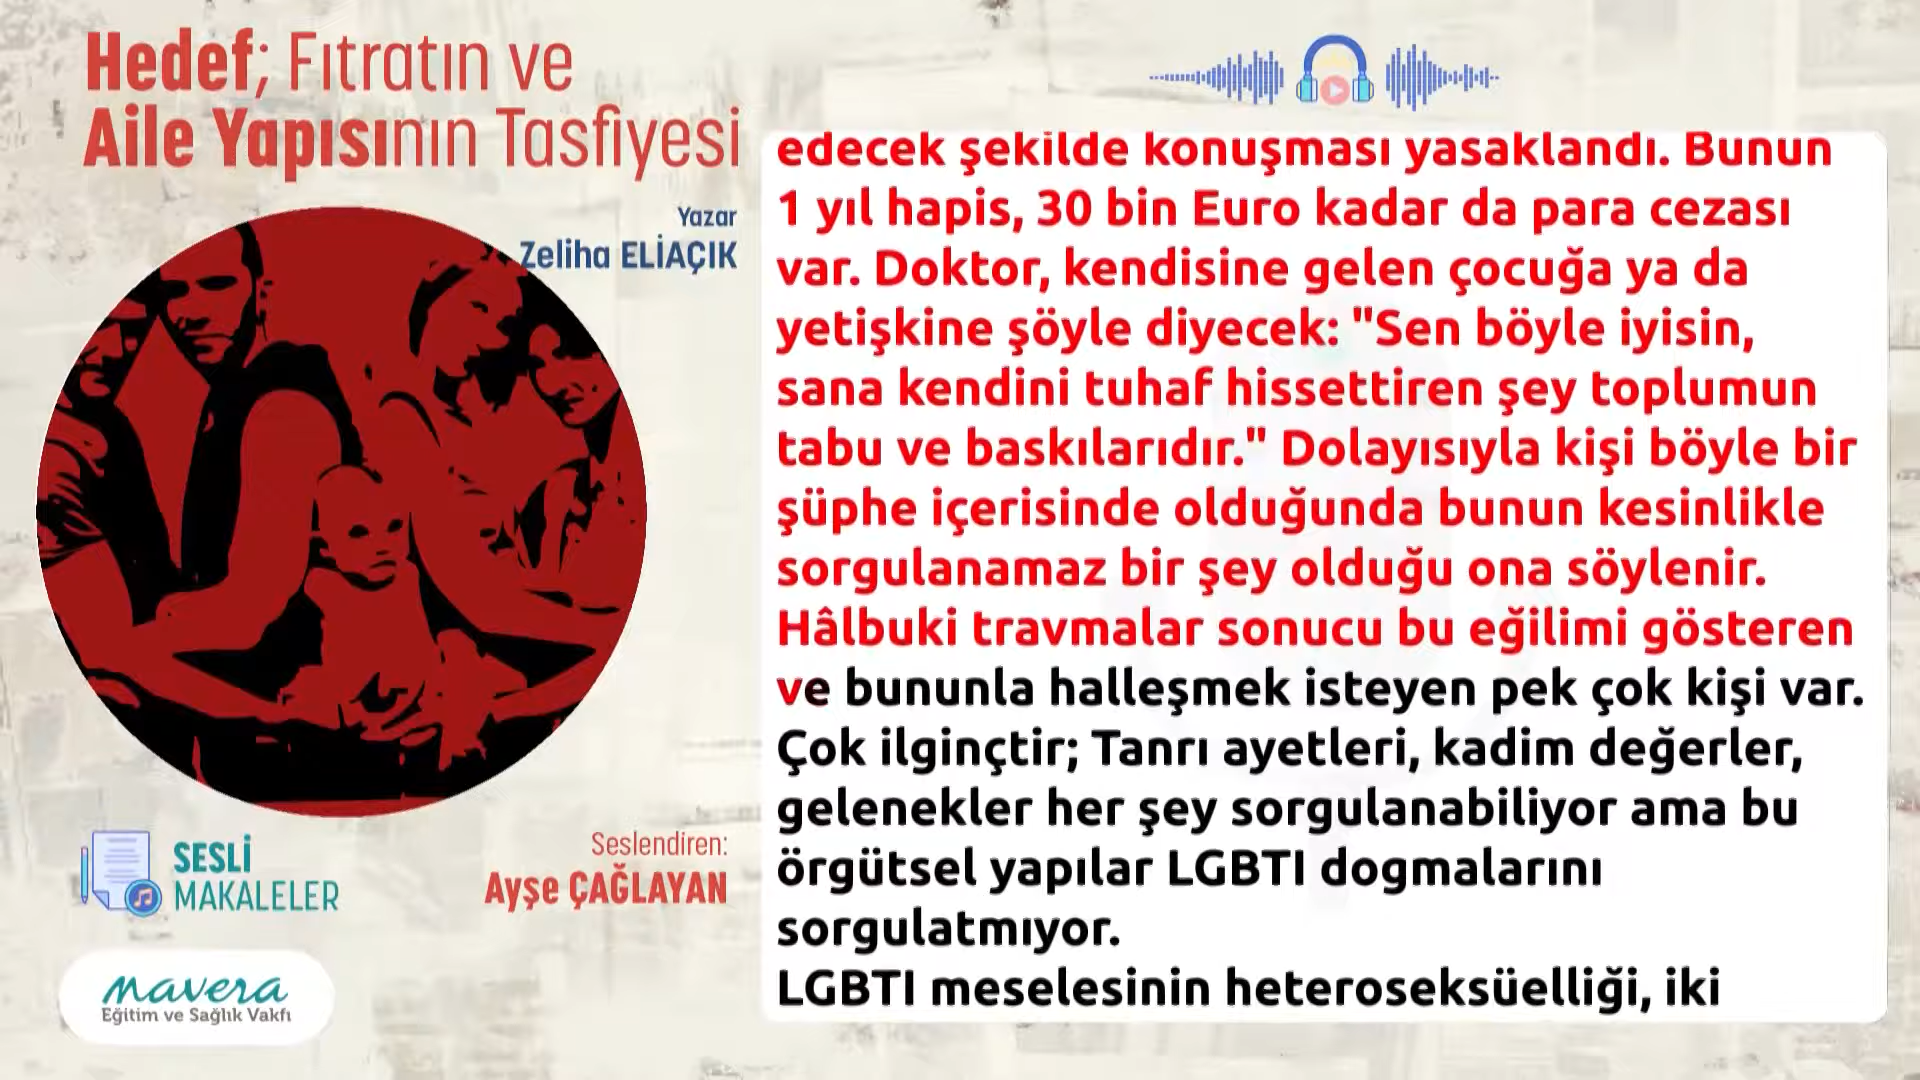 Hedef; Fıtratın ve
Aile Yapısının Tasfiyesi
Yazar
Zeliha ELİAÇIK
edecek şekilde konuşması yasaklandı. Bunun
1 yıl hapis, 30 bin Euro kadar da para cezası
var. Doktor, kendisine gelen çocuğa ya da
yetişkine şöyle diyecek: "Sen böyle iyisin,
sana kendini tuhaf hissettiren şey toplumun
tabu ve baskılarıdır." Dolayısıyla kişi böyle bir
şüphe içerisinde olduğunda bunun kesinlikle
sorgulanamaz bir şey olduğu ona söylenir.
Hâlbuki travmalar sonucu bu eğilimi gösteren
ve bununla halleşmek isteyen pek çok kişi var.
Çok ilginçtir; Tanrı ayetleri, kadim değerler,
gelenekler her şey sorgulanabiliyor ama bu
örgütsel yapılar LGBTI dogmalarını
sorgulatmıyor.
LGBTI meselesinin heteroseksüelliği, iki
SESLİ
MAKALELER
Seslendiren:
Ayşe ÇAĞLAYAN
mavera
Eğitim ve Sağlık Vakfı